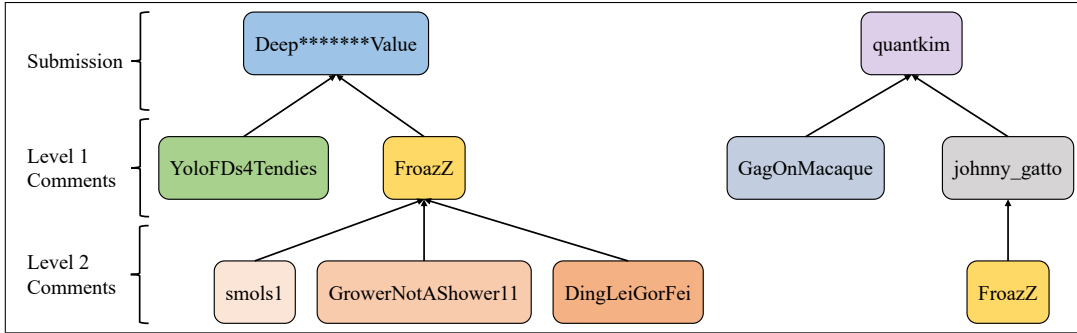 Submission
Deep*******Value
quantkim
Level 1
Comments
YoloFDs4Tendies
FroazZ
GagOnMacaque
johnny_gatto
Level 2
Comments
smols1
GrowerNotAShower11
DingLeiGorFei
FroazZ